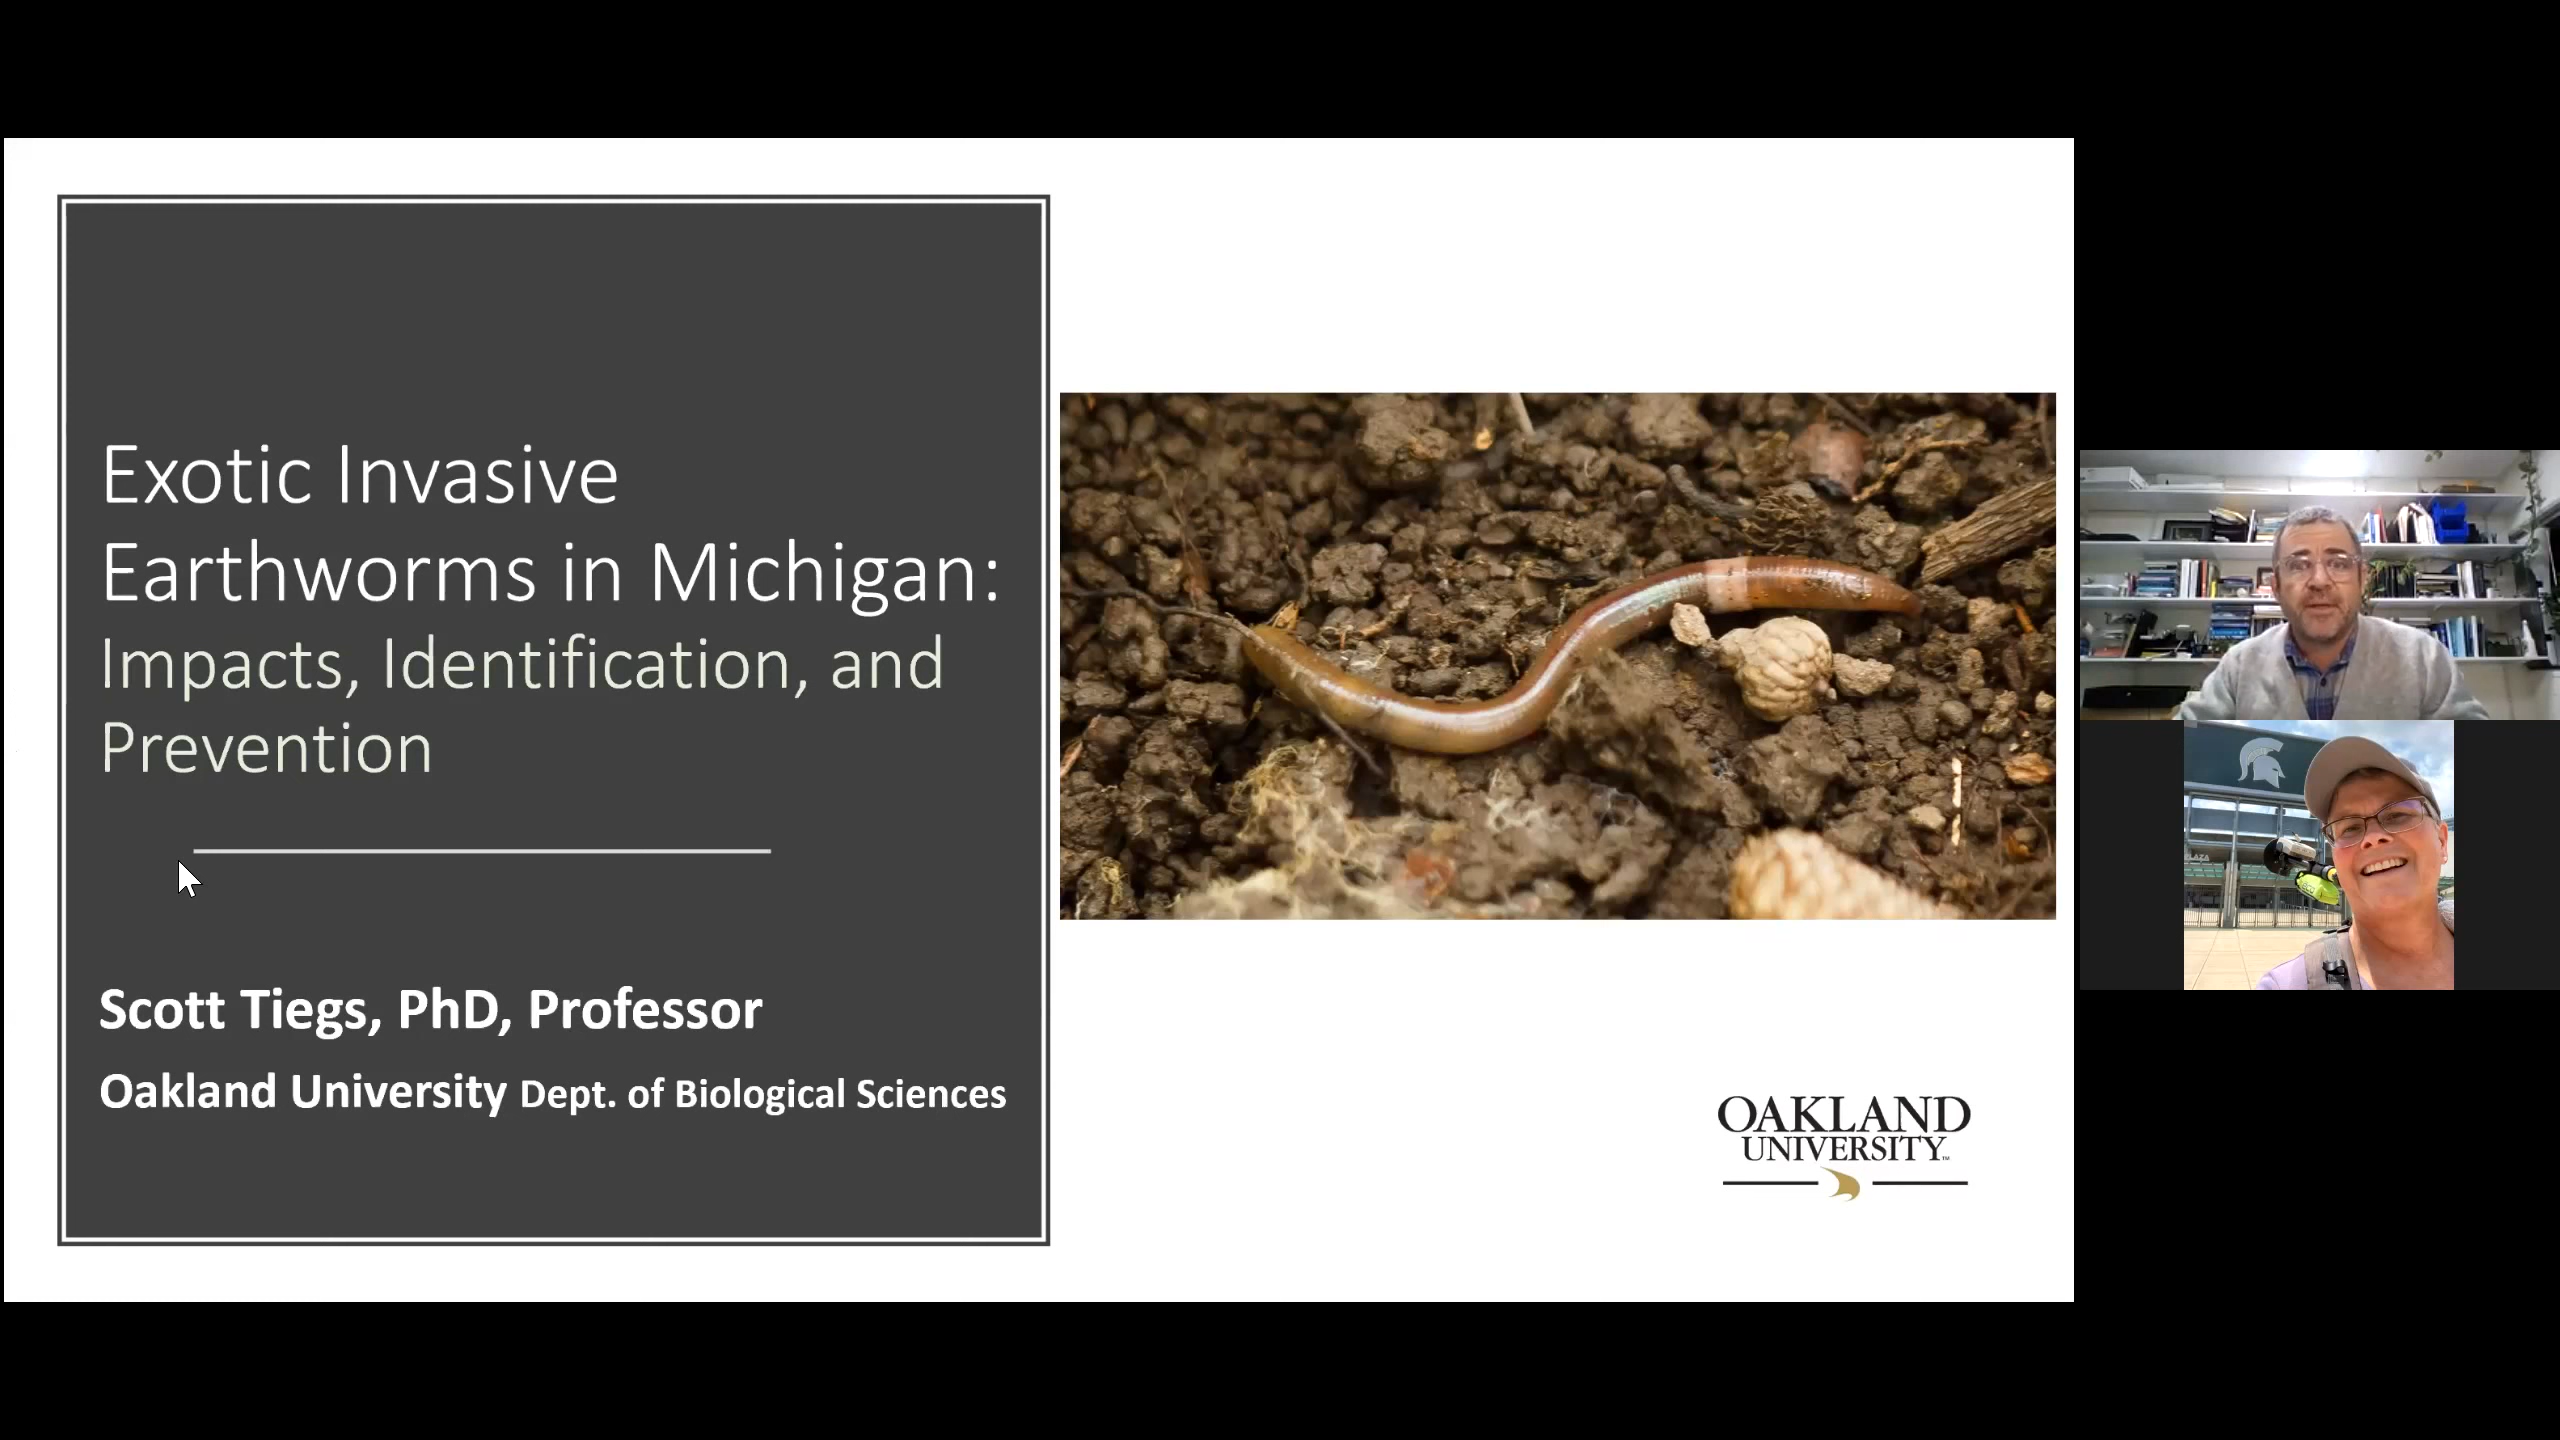 Exotic Invasive
Earthworms in Michigan:
Impacts, Identification, and
Prevention
Scott Tiegs, PhD, Professor
Oakland University Dept. of Biological Sciences
OAKLAND
UNIVERSITY™